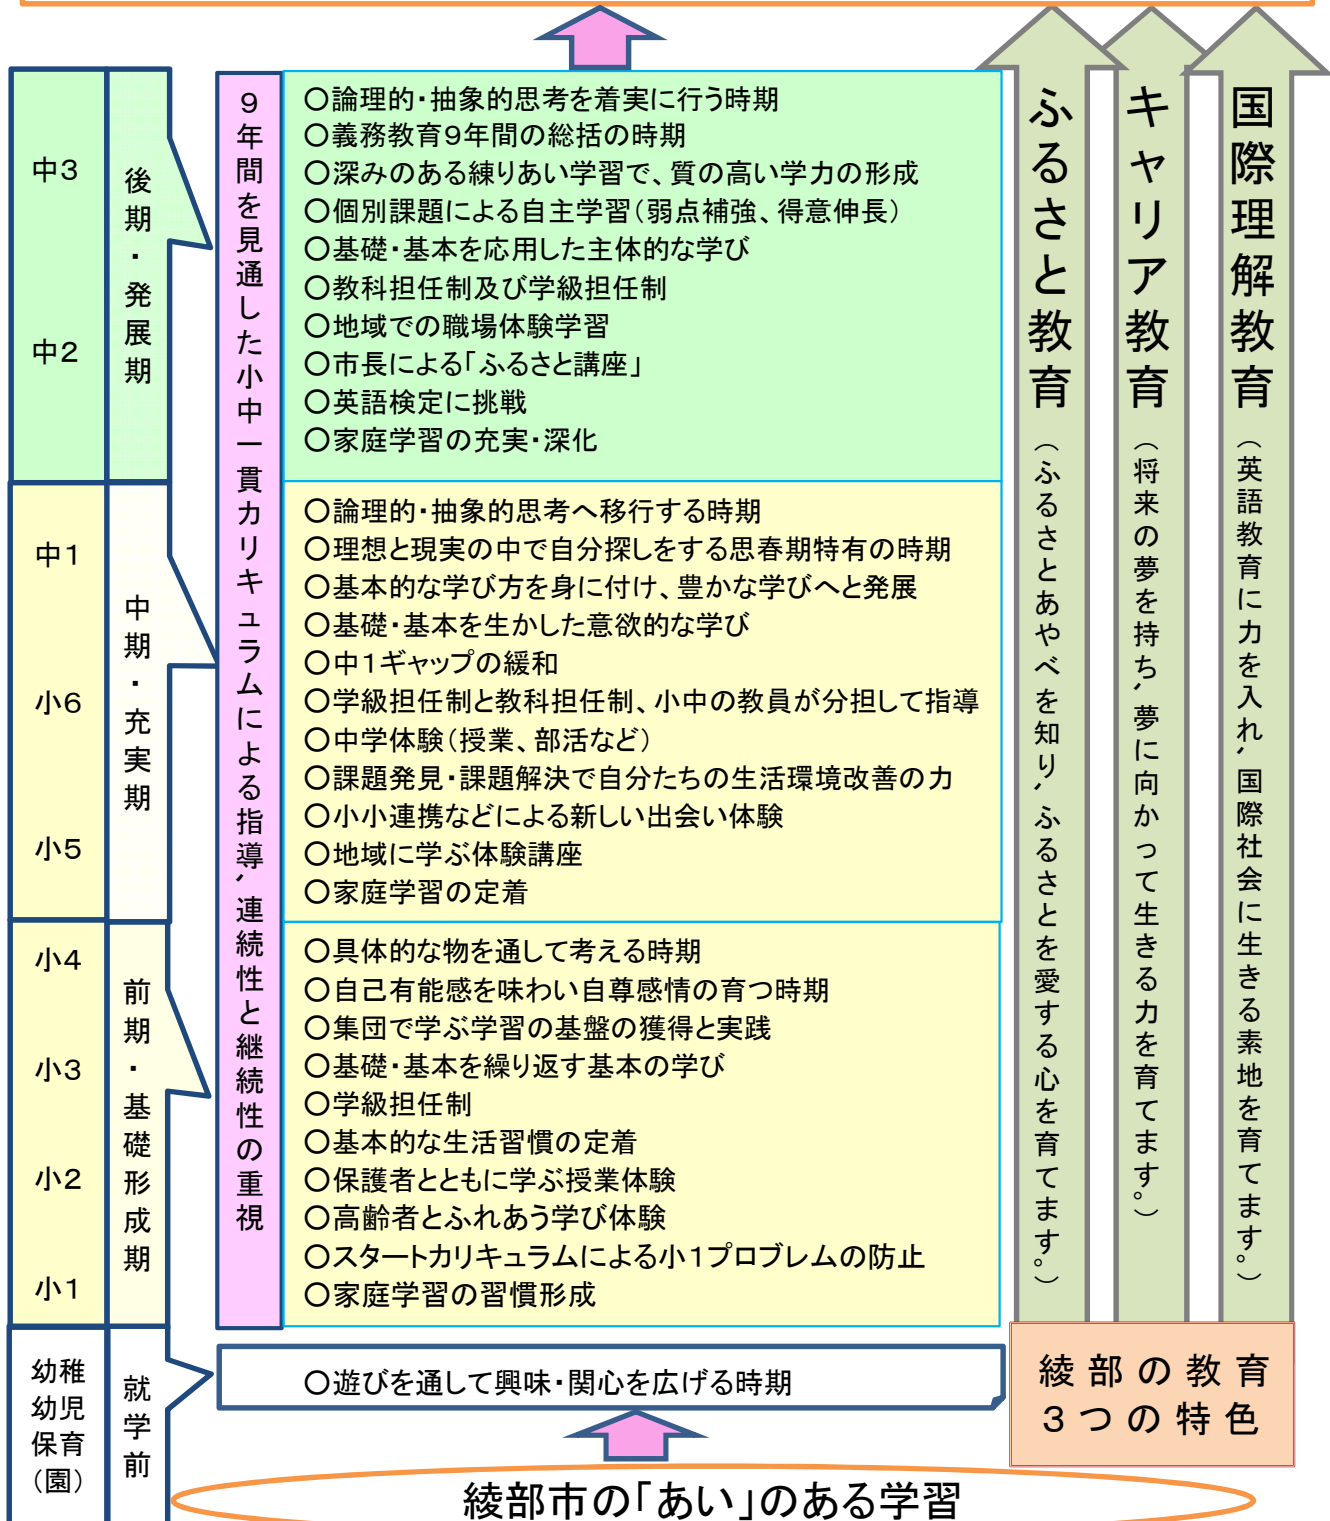 中3
中2
後期・発展期
9年間を見通した小中一貫カリキュラムによる指導、連続性と継続性の重視
○論理的・抽象的思考を着実に行う時期
○義務教育9年間の総括の時期
○深みのある練りあい学習で、質の高い学力の形成
○個別課題による自主学習(弱点補強、得意伸長)
○基礎・基本を応用した主体的な学び
○教科担任制及び学級担任制
○地域での職場体験学習
○市長による「ふるさと講座」
○英語検定に挑戦
○家庭学習の充実・深化
中1
小6
小5
中期・充実期
○論理的・抽象的思考へ移行する時期
○理想と現実の中で自分探しをする思春期特有の時期
○基本的な学び方を身に付け、豊かな学びへと発展
○基礎・基本を生かした意欲的な学び
○中1ギャップの緩和
○学級担任制と教科担任制、小中の教員が分担して指導
○中学体験(授業、部活など)
○課題発見・課題解決で自分たちの生活環境改善の力
○小小連携などによる新しい出会い体験
○地域に学ぶ体験講座
○家庭学習の定着
小4
小3
小2
小1
前期・基礎形成期
○具体的な物を通して考える時期
○自己有能感を味わい自尊感情の育つ時期
○集団で学ぶ学習の基盤の獲得と実践
○基礎・基本を繰り返す基本の学び
○学級担任制
○基本的な生活習慣の定着
○保護者とともに学ぶ授業体験
○高齢者とふれあう学び体験
○スタートカリキュラムによる小1プロブレムの防止
○家庭学習の習慣形成
幼稚
幼児
保育
(園)
就学前
○遊びを通して興味・関心を広げる時期
ふるさと教育(ふるさとあやべを知り、ふるさとを愛する心を育てます。)
キャリア教育(将来の夢を持ち、夢に向かって生きる力を育てます。)
国際理解教育(英語教育に力を入れ、国際社会に生きる素地を育てます。)
綾部の教育
3つの特色
綾部市の「あい」のある学習